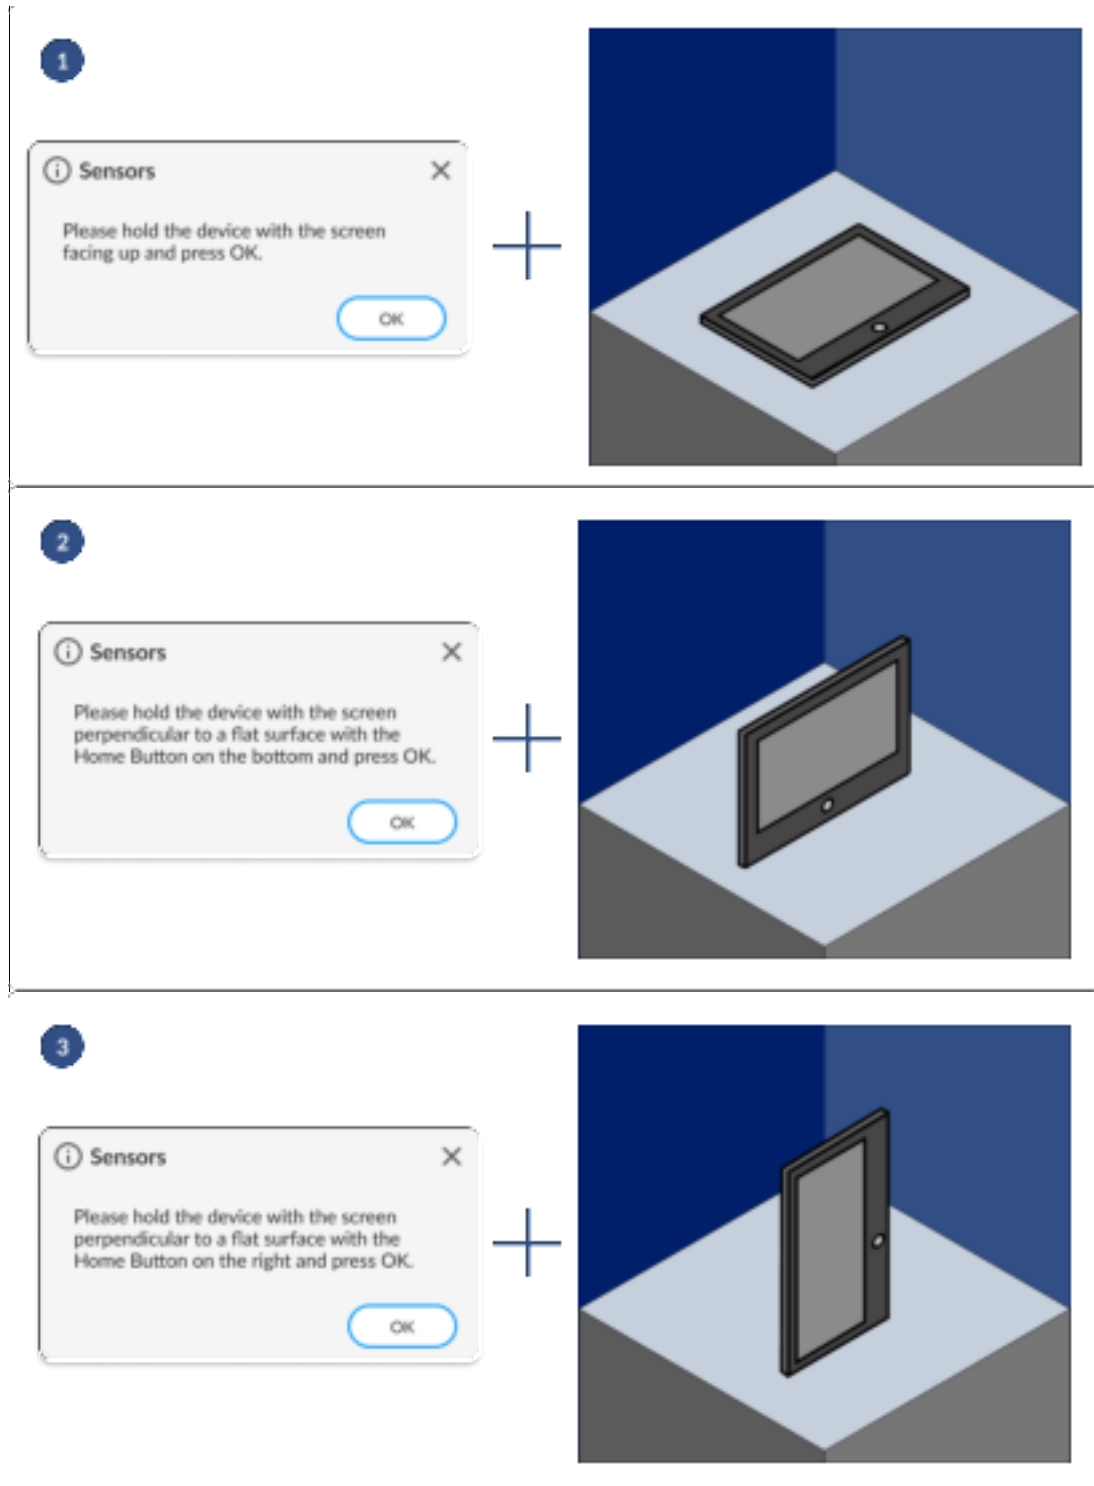 1
Sensors
Please hold the device with the screen
facing up and press OK.
OK
2
Sensors
Please hold the device with the screen
perpendicular to a flat surface with the
Home Button on the bottom and press OK.
OK
3
Sensors
Please hold the device with the screen
perpendicular to a flat surface with the
Home Button on the right and press OK.
OK